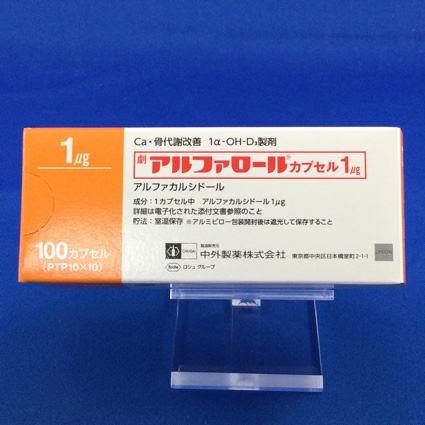 1μg
100カプセル
(PTP10×10)
Ca・骨代謝改善 1α-OH-D₃製剤
劇 アルファロール®カプセル1μg
アルファカルシドール
成分:1カプセル中 アルファカルシドール1μg
詳細は電子化された添付文書参照のこと
貯法:室温保存 ※アルミピロー包装開封後は遮光して保存すること
CHUGAI
製造販売元
中外製薬株式会社 東京都中央区日本橋室町2-1-1
Roche ロシュ グループ